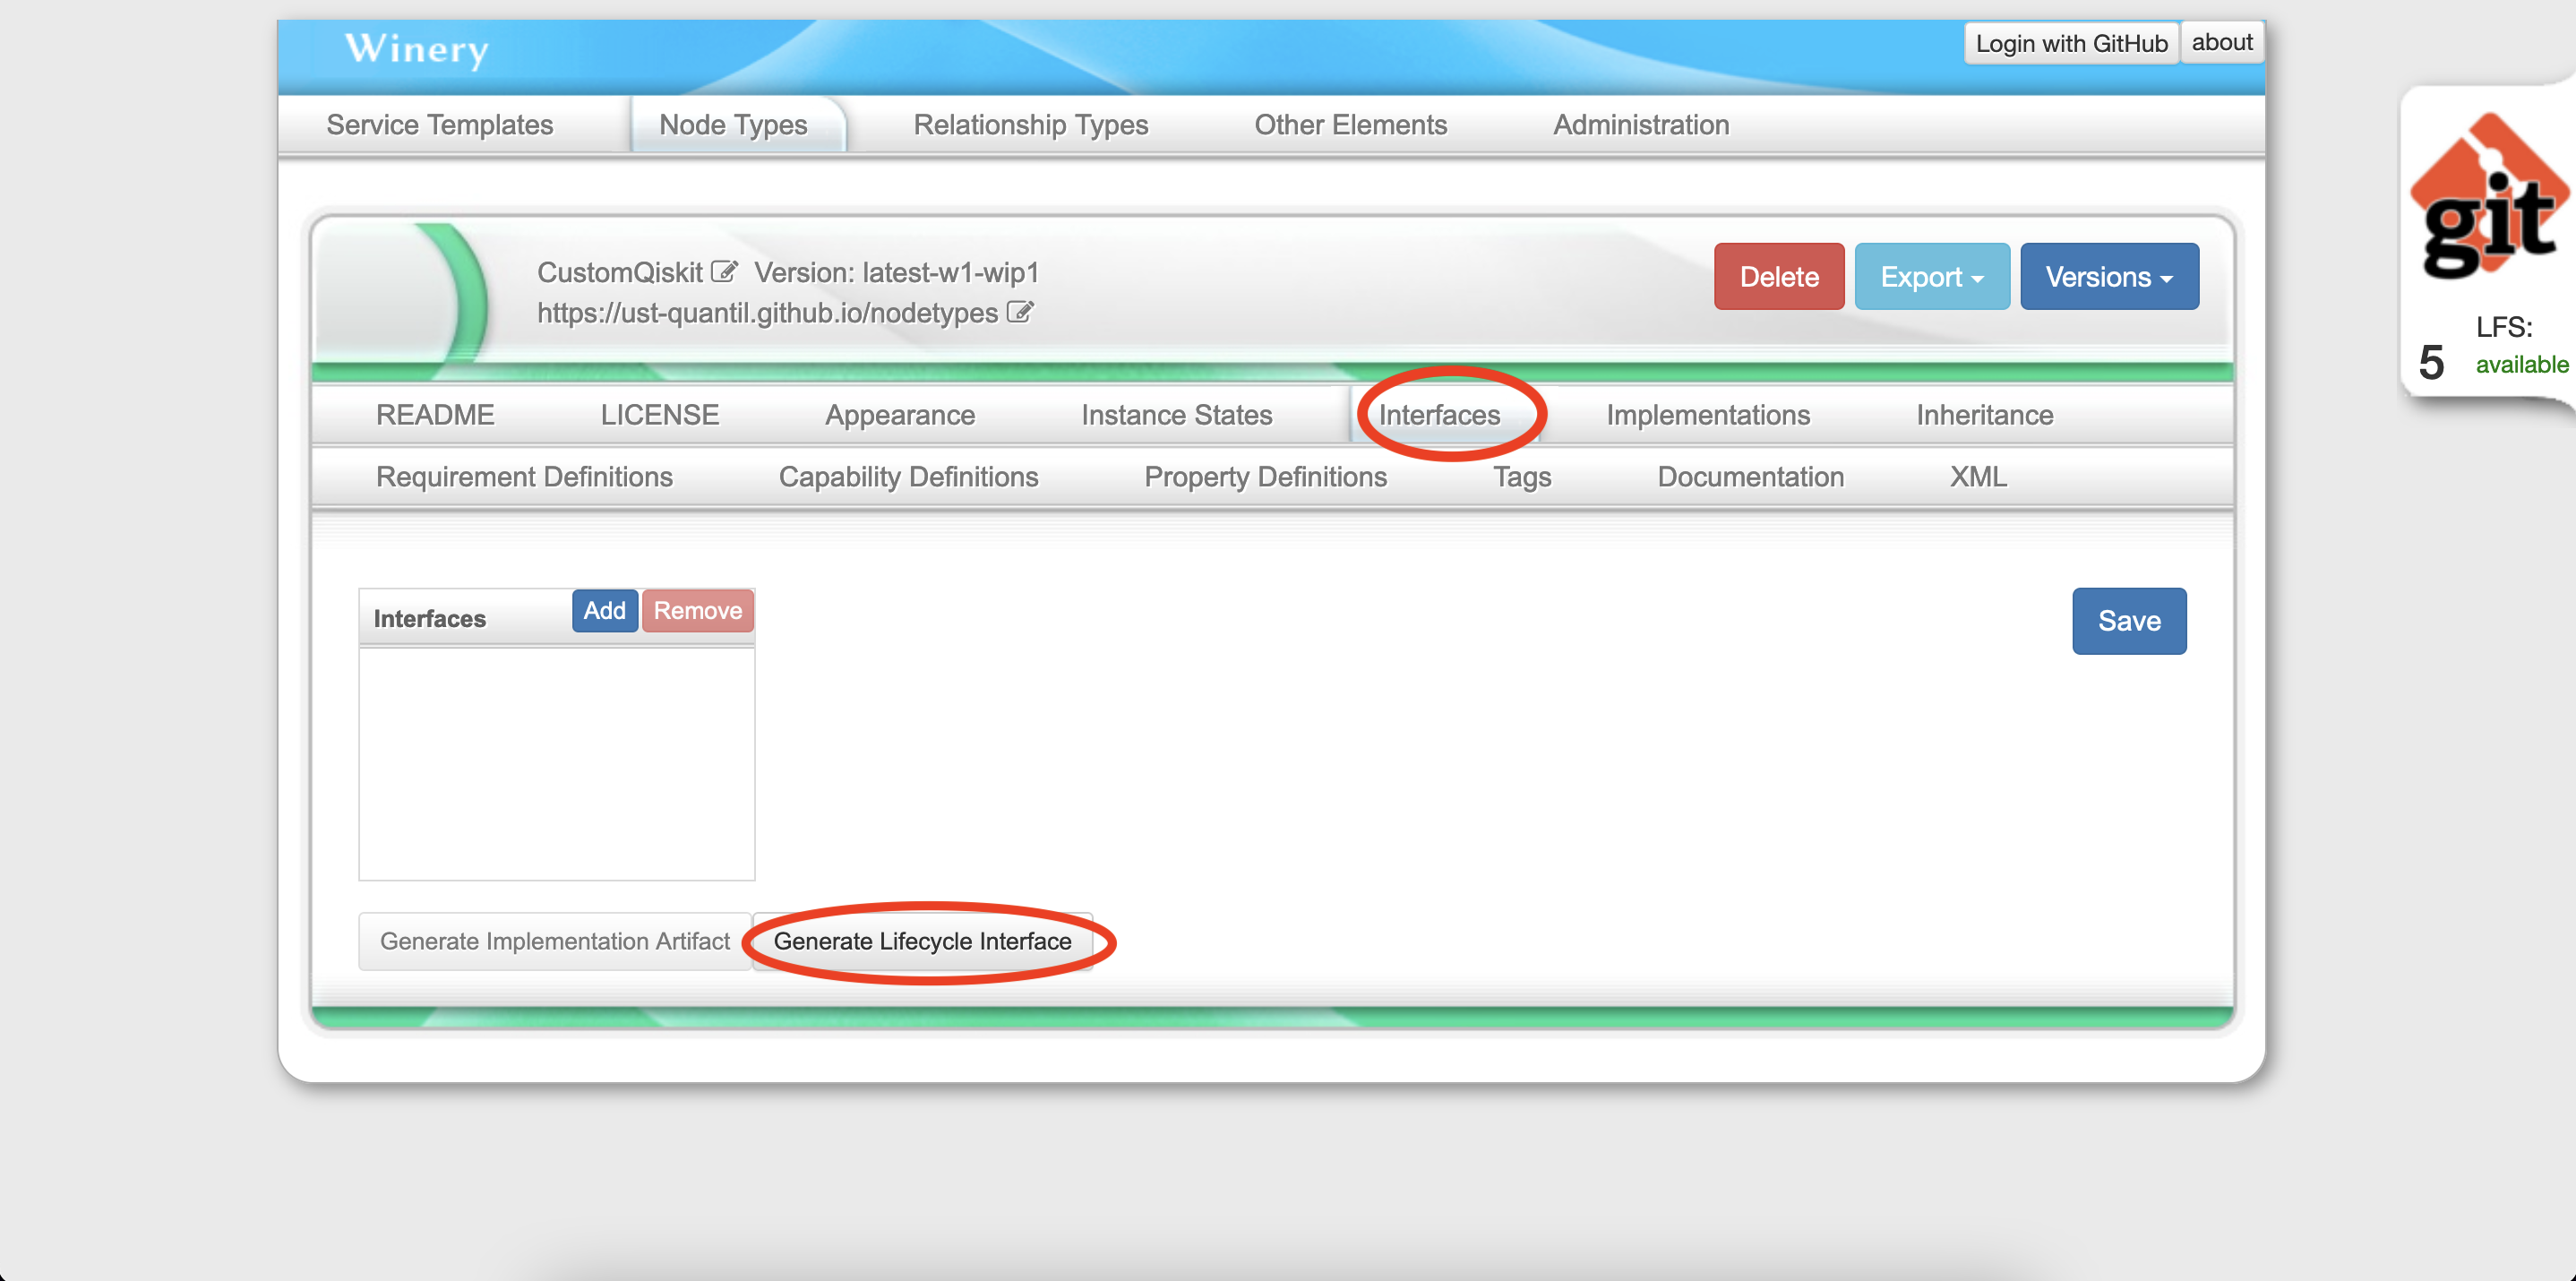 Winery
Login with GitHub about
Service Templates Node Types Relationship Types Other Elements Administration
git
LFS:
5 available
CustomQiskit Version: latest-w1-wip1
https://ust-quantil.github.io/nodetypes
Delete Export Versions
README LICENSE Appearance Instance States Interfaces Implementations Inheritance
Requirement Definitions Capability Definitions Property Definitions Tags Documentation XML
Interfaces Add Remove
Save
Generate Implementation Artifact Generate Lifecycle Interface